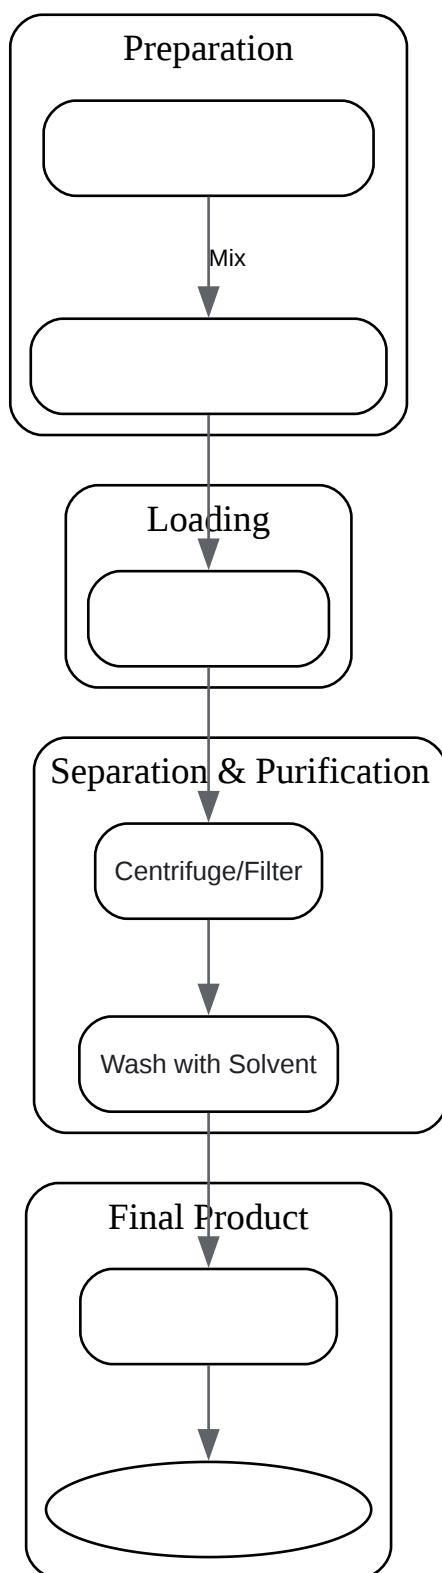 Preparation
Mix
Loading
Separation & Purification
Centrifuge/Filter
Wash with Solvent
Final Product